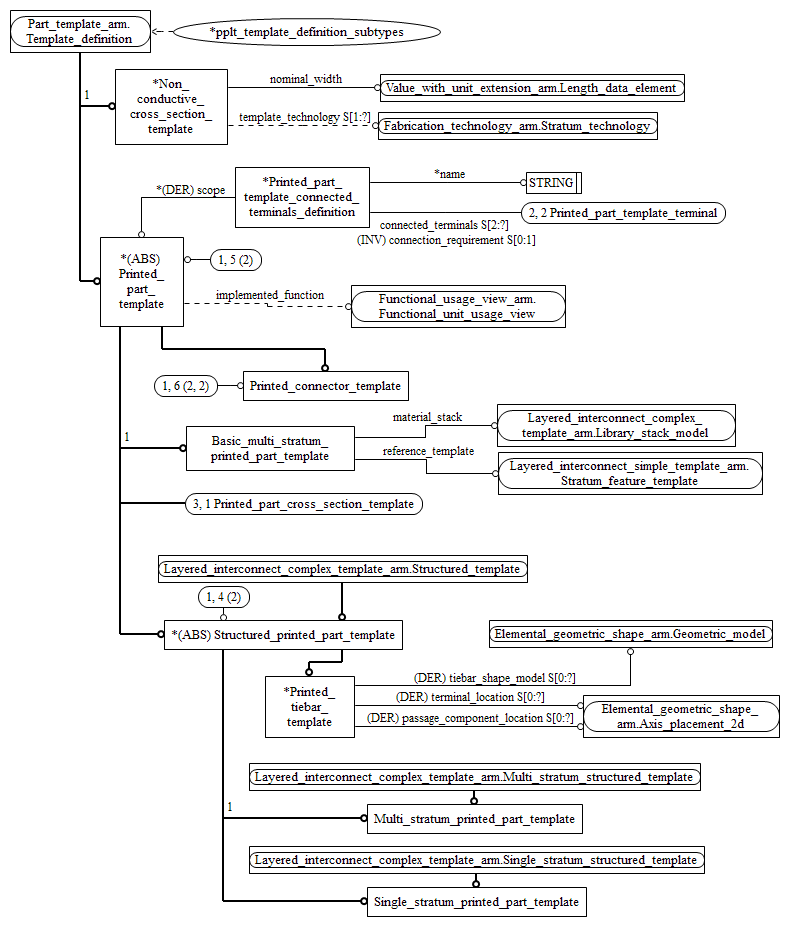 Part_template_arm.
Template_definition
*pplt_template_definition_subtypes
1
*Non_
conductive_
cross_section_
template
nominal_width
Value_with_unit_extension_arm.Length_data_element
template_technology S[1:?]
Fabrication_technology_arm.Stratum_technology
*(DER) scope
*Printed_part_
template_connected_
terminals_definition
*name
STRING
2, 2 Printed_part_template_terminal
connected_terminals S[2:?]
(INV) connection_requirement S[0:1]
*(ABS)
Printed_
part_
template
1, 5 (2)
implemented_function
Functional_usage_view_arm.
Functional_unit_usage_view
1, 6 (2, 2)
Printed_connector_template
1
Basic_multi_stratum_
printed_part_template
material_stack
Layered_interconnect_complex_
template_arm.Library_stack_model
reference_template
Layered_interconnect_simple_template_arm.
Stratum_feature_template
3, 1 Printed_part_cross_section_template
Layered_interconnect_complex_template_arm.Structured_template
1, 4 (2)
*(ABS) Structured_printed_part_template
Elemental_geometric_shape_arm.Geometric_model
*Printed_
tiebar_
template
(DER) tiebar_shape_model S[0:?]
(DER) terminal_location S[0:?]
(DER) passage_component_location S[0:?]
Elemental_geometric_shape_
arm.Axis_placement_2d
Layered_interconnect_complex_template_arm.Multi_stratum_structured_template
1
Multi_stratum_printed_part_template
Layered_interconnect_complex_template_arm.Single_stratum_structured_template
Single_stratum_printed_part_template